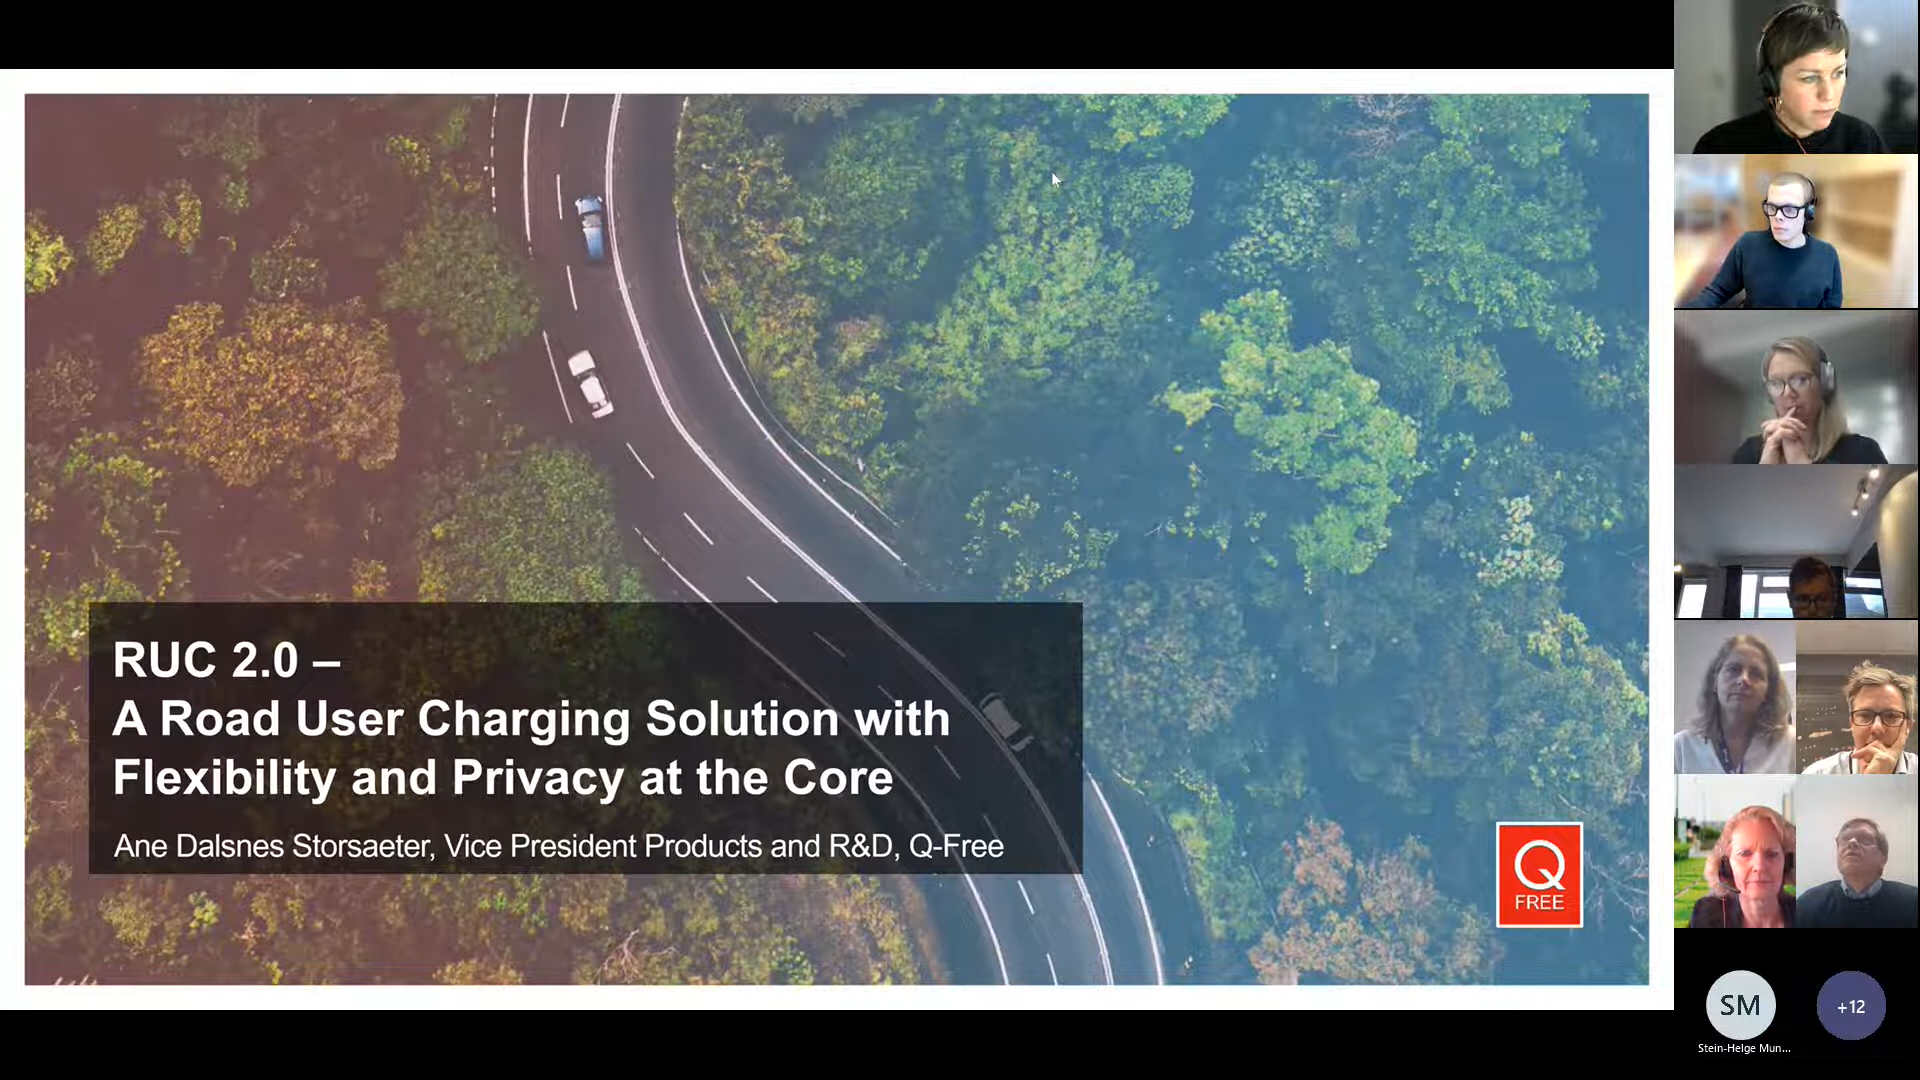 RUC 2.0 –
A Road User Charging Solution with
Flexibility and Privacy at the Core
Ane Dalsnes Storsaeter, Vice President Products and R&D, Q-Free
Q
FREE
SM
+12
Stein-Helge Mun...